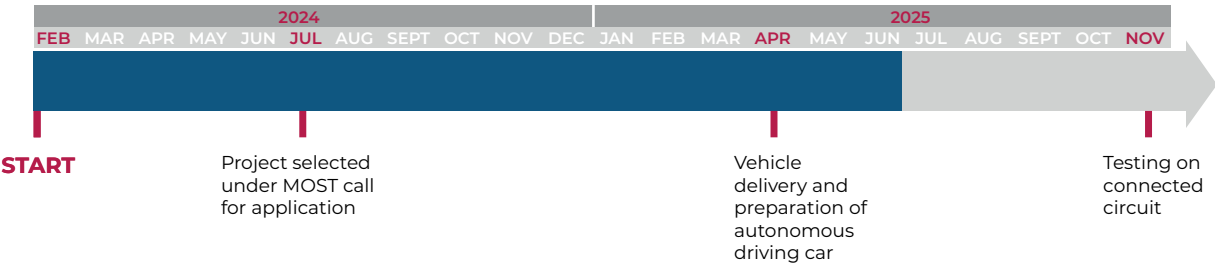 2024 2025
FEB MAR APR MAY JUN JUL AUG SEPT OCT NOV DEC JAN FEB MAR APR MAY JUN JUL AUG SEPT OCT NOV
START
Project selected
under MOST call
for application
Vehicle
delivery and
preparation of
autonomous
driving car
Testing on
connected
circuit